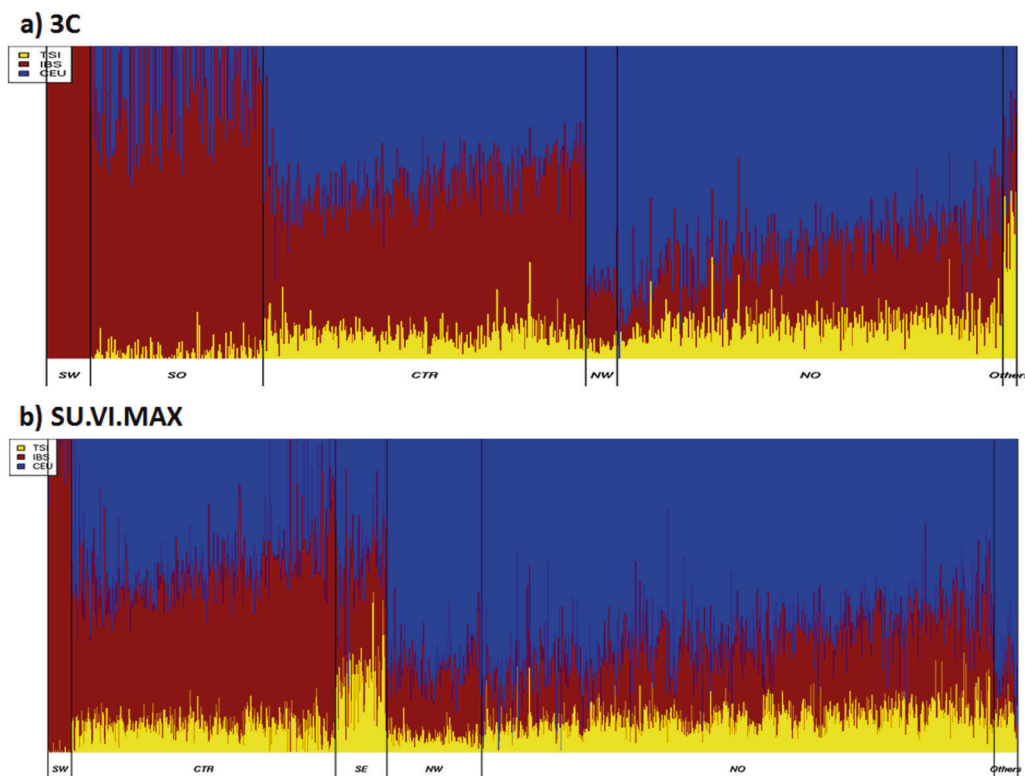 a) 3C
TSI
IBS
CEU
SW SO CTR NW NO Others
b) SU.VI.MAX
TSI
IBS
CEU
SW CTR SE NW NO Others